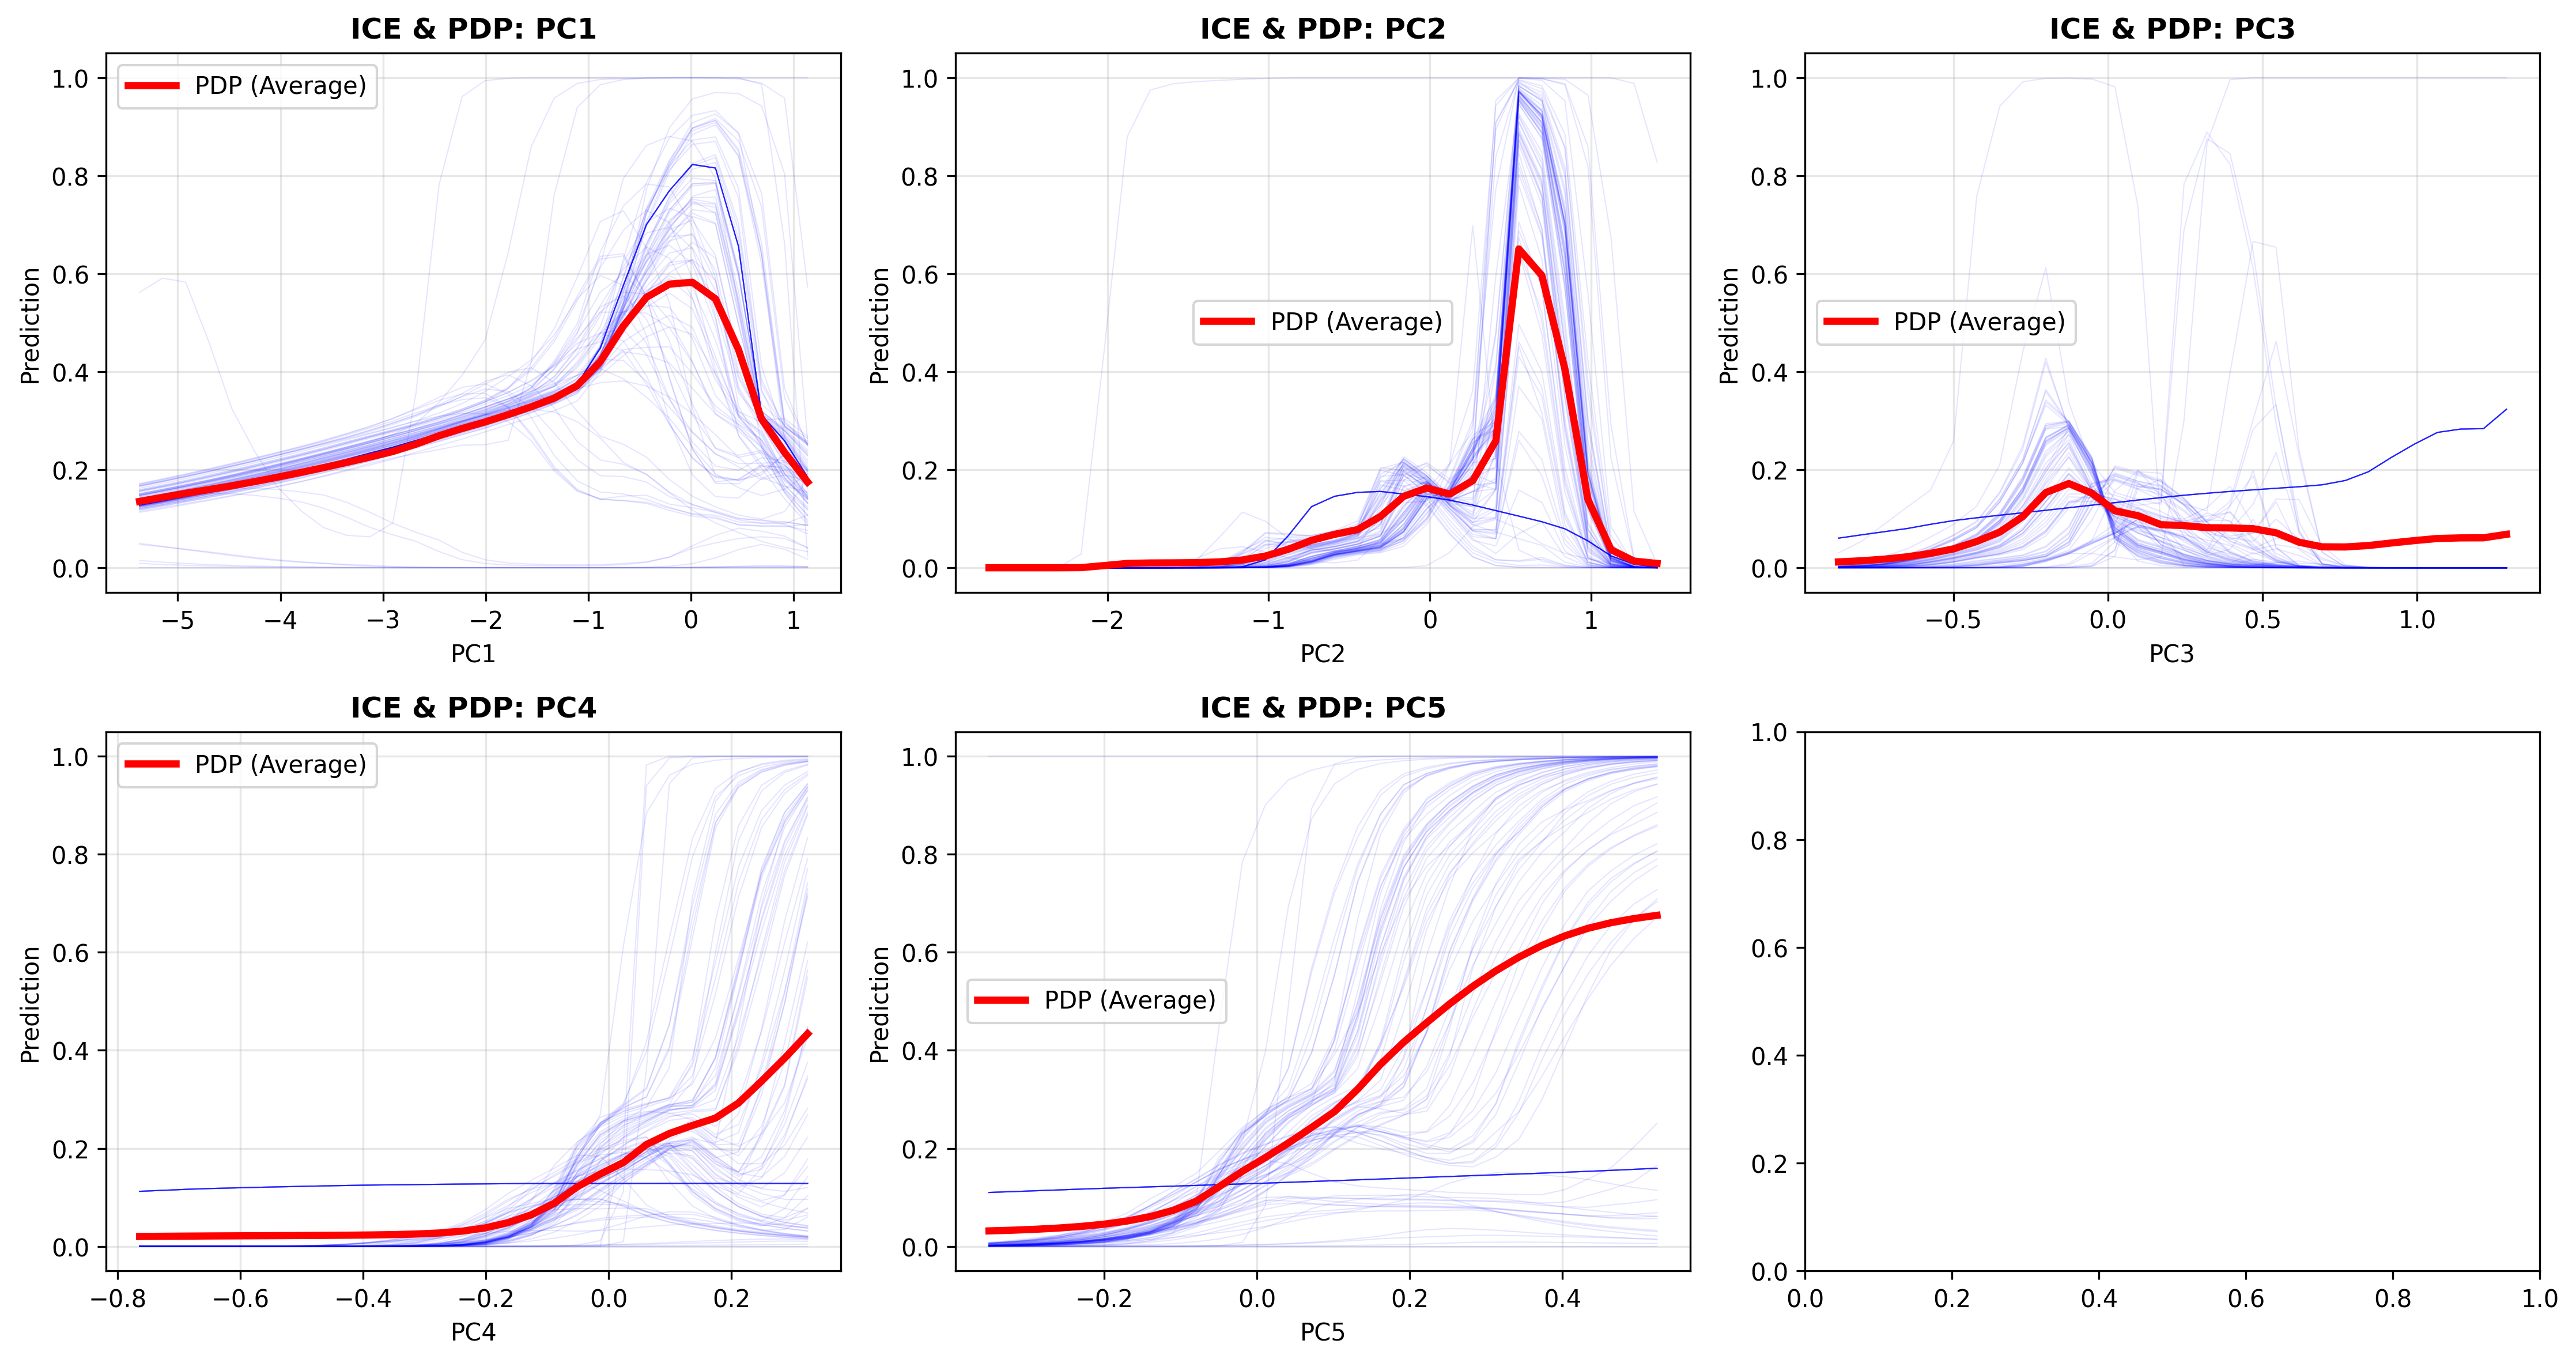 ICE & PDP: PC1
PDP (Average)
Prediction
1.0
0.8
0.6
0.4
0.2
0.0
−5 −4 −3 −2 −1 0 1
PC1
ICE & PDP: PC2
PDP (Average)
Prediction
1.0
0.8
0.6
0.4
0.2
0.0
−2 −1 0 1
PC2
ICE & PDP: PC3
PDP (Average)
Prediction
1.0
0.8
0.6
0.4
0.2
0.0
−0.5 0.0 0.5 1.0
PC3
ICE & PDP: PC4
PDP (Average)
Prediction
1.0
0.8
0.6
0.4
0.2
0.0
−0.8 −0.6 −0.4 −0.2 0.0 0.2
PC4
ICE & PDP: PC5
PDP (Average)
Prediction
1.0
0.8
0.6
0.4
0.2
0.0
−0.2 0.0 0.2 0.4
PC5
1.0
0.8
0.6
0.4
0.2
0.0
0.0 0.2 0.4 0.6 0.8 1.0